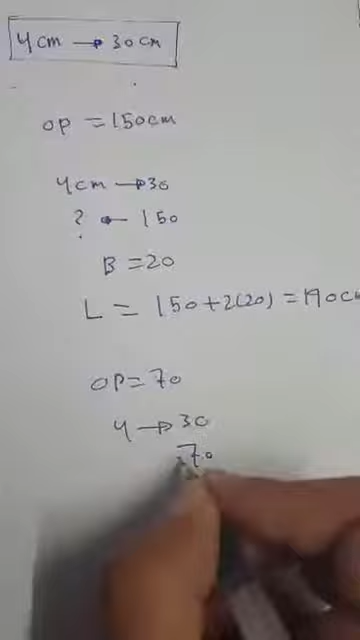 4cm → 30cm
OP = 150cm
4cm → 30
? ← 150
B = 20
L = 150+2(20) = 190cm
OP = 70
4 → 30
70